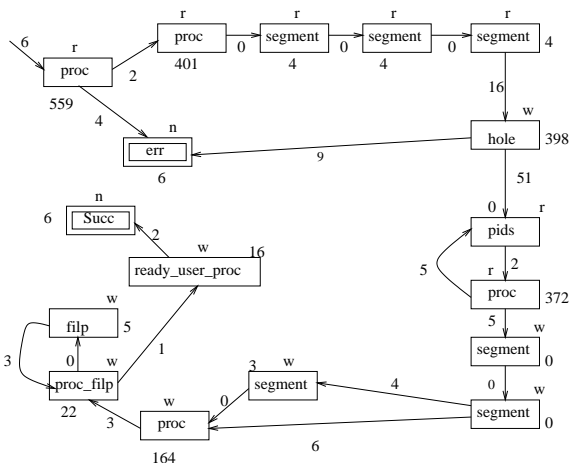 r r r r
6 r proc segment segment segment 4
proc 2 401 0 4 0 4 0
559 16
4 n w
err hole 398
6 9
51
n 0 r
6 Succ pids
2 w 16 5 2
ready_user_proc r
proc 372
w 5 w
filp 5 segment 0
3 0 w 1 3 w 0 w
proc_filp segment 4 segment 0
22 3 w 0
proc 6
164